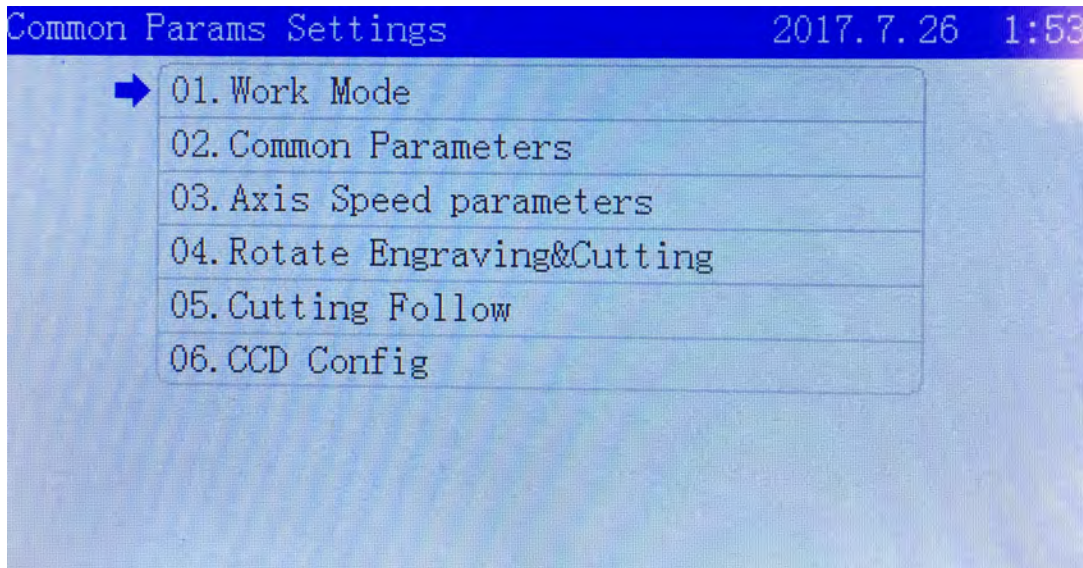 Common Params Settings 2017.7.26 1:53
01.Work Mode
02.Common Parameters
03.Axis Speed parameters
04.Rotate Engraving&Cutting
05.Cutting Follow
06.CCD Config